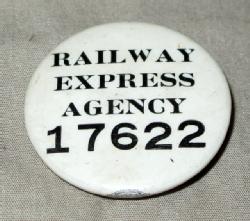 RAILWAY
EXPRESS
AGENCY
17622